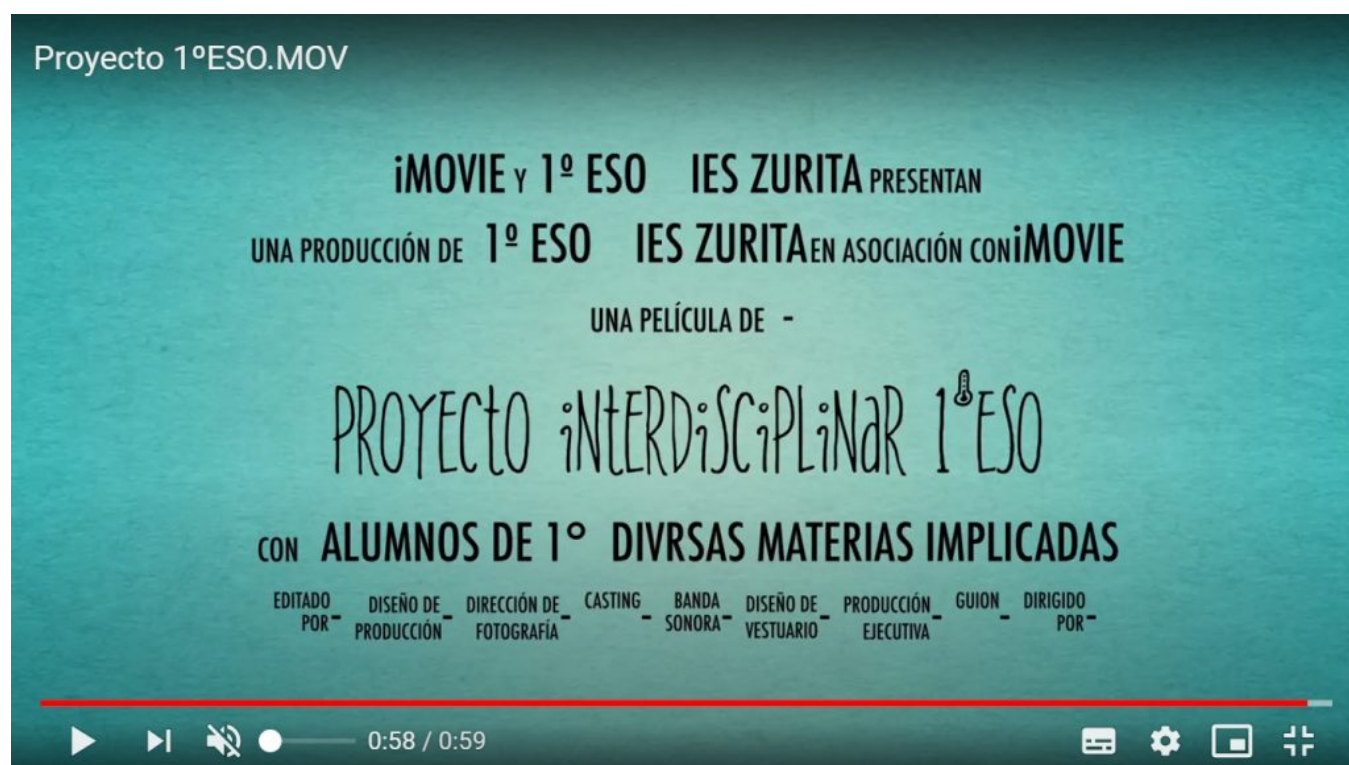 Proyecto 1ºESO.MOV
iMOVIE Y 1º ESO IES ZURITA PRESENTAN
UNA PRODUCCIÓN DE 1º ESO IES ZURITA EN ASOCIACIÓN CON iMOVIE
UNA PELÍCULA DE -
PROYECtO iNtERDiSCiPLiNaR 1ºESO
CON ALUMNOS DE 1° DIVRSAS MATERIAS IMPLICADAS
EDITADO POR - DISEÑO DE PRODUCCIÓN - DIRECCIÓN DE FOTOGRAFÍA - CASTING - BANDA SONORA - DISEÑO DE VESTUARIO - PRODUCCIÓN EJECUTIVA - GUION - DIRIGIDO POR -
0:58 / 0:59